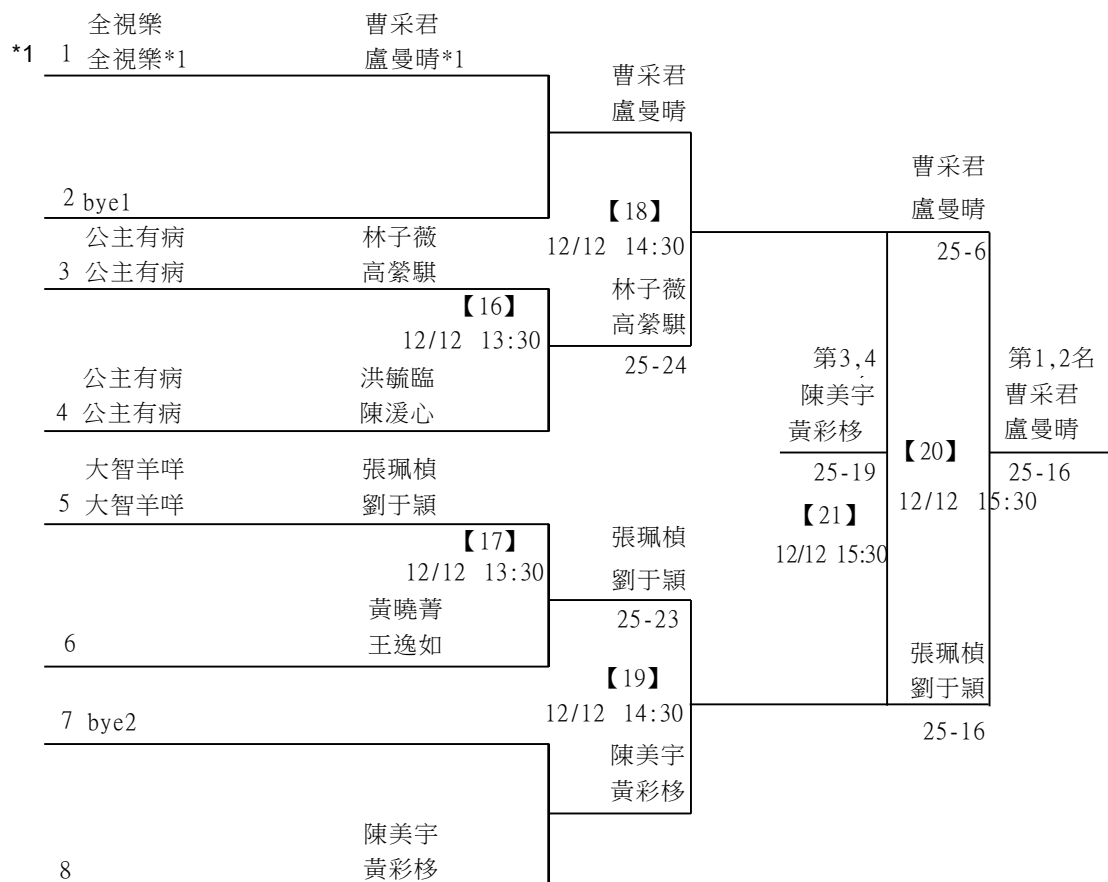 全視樂 曹采君
*1 1 全視樂*1 盧曼晴*1
曹采君
盧曼晴
曹采君
盧曼晴
2 bye1
【18】
12/12 14:30
25-6
公主有病 林子薇
3 公主有病 高縈騏
林子薇
高縈騏
25-24
【16】
12/12 13:30
公主有病 洪毓臨
4 公主有病 陳湲心
第3,4
陳美宇
黃彩栘
25-19
第1,2名
曹采君
盧曼晴
25-16
【20】
12/12 15:30
【21】
12/12 15:30
大智羊咩 張珮楨
5 大智羊咩 劉于頴
【17】
12/12 13:30
張珮楨
劉于頴
25-23
黃曉菁
6 王逸如
【19】
12/12 14:30
張珮楨
劉于頴
25-16
7 bye2
陳美宇
黃彩栘
陳美宇
8 黃彩栘